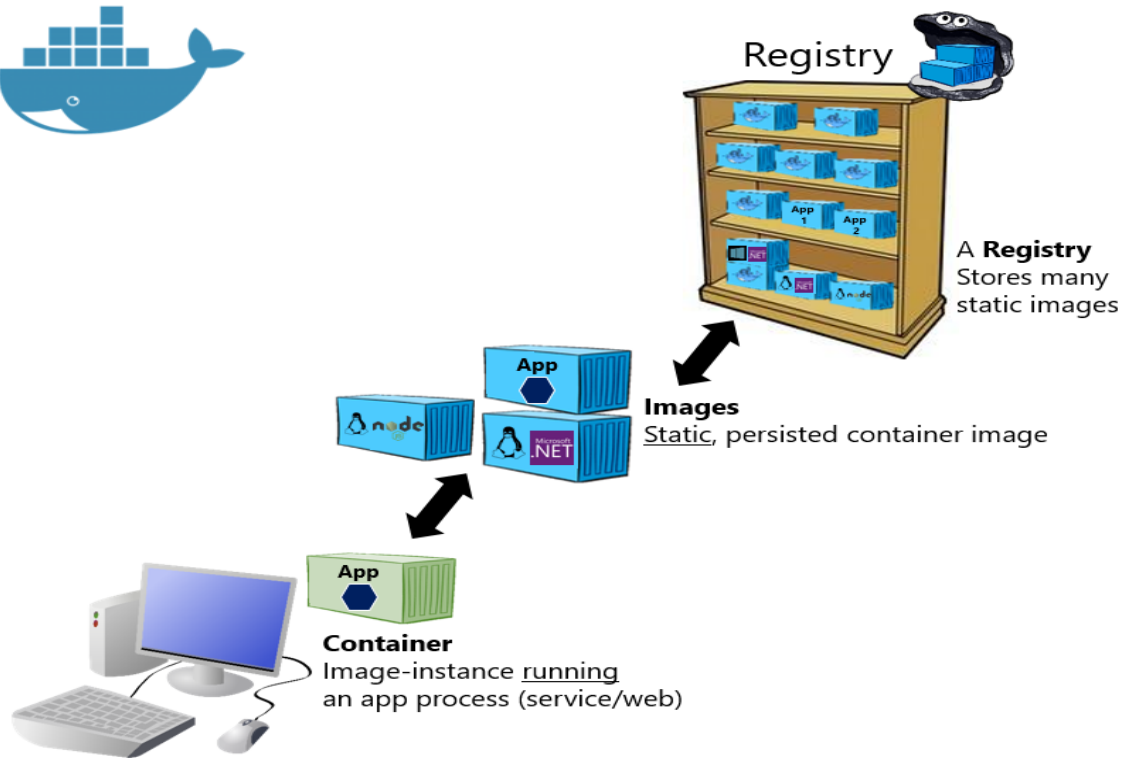 Registry
App
1
App
2
.NET
.NET
node
A Registry
Stores many
static images
App
Images
Static, persisted container image
node
Microsoft
.NET
App
Container
Image-instance running
an app process (service/web)